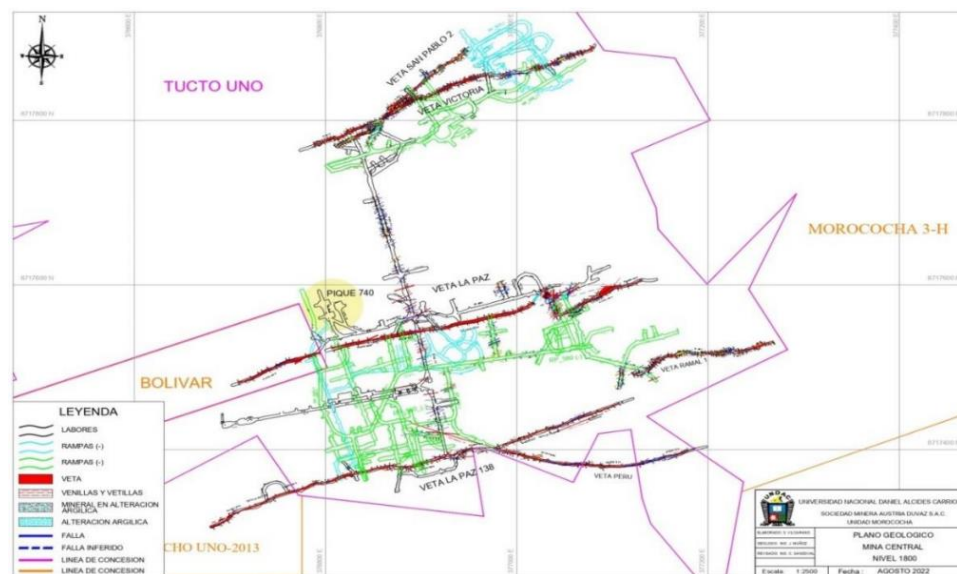 N
TUCTO UNO
VETA SAN PABLO 2
VETA VICTORIA
MOROCOCHA 3-H
PIQUE 740
VETA LA PAZ
BOLIVAR
VETA RAMAL 1
VETA LA PAZ 138
VETA PERU
CHO UNO-2013
LEYENDA
LABORES
RAMPAS (-)
RAMPAS (-)
VETA
VENILLAS Y VETILLAS
MINERAL EN ALTERACION
ARGILICA
ALTERACION ARGILICA
FALLA
FALLA INFERIDO
LINEA DE CONCESION
LINEA DE CONCESION
UNIVERSIDAD NACIONAL DANIEL ALCIDES CARRIO
SOCIEDAD MINERA AUSTRIA DUVAZ S.A.C
UNIDAD MOROCOCHA
PLANO GEOLOGICO
MINA CENTRAL
NIVEL 1800
Escala: 1:2500
Fecha: AGOSTO 2022